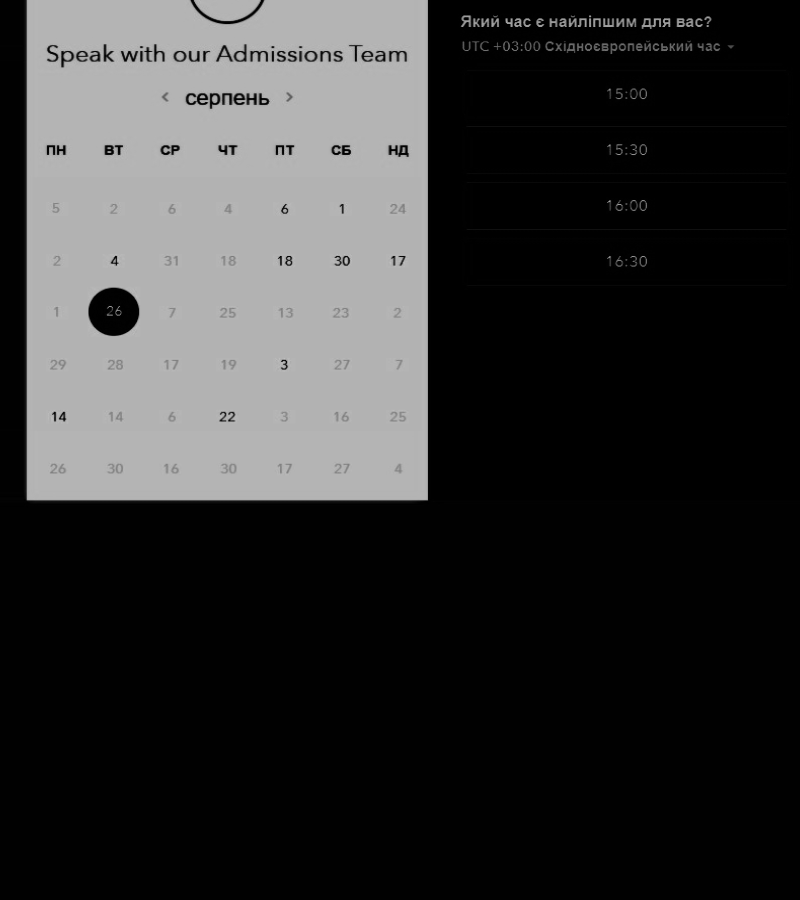 Speak with our Admissions Team
серпень
ПН ВТ СР ЧТ ПТ СБ НД
5 2 6 4 6 1 24
2 4 31 18 18 30 17
1 26 7 25 13 23 2
29 28 17 19 3 27 7
14 14 6 22 3 16 25
26 30 16 30 17 27 4
Який час є найліпшим для вас?
UTC +03:00 Східноєвропейський час
15:00
15:30
16:00
16:30